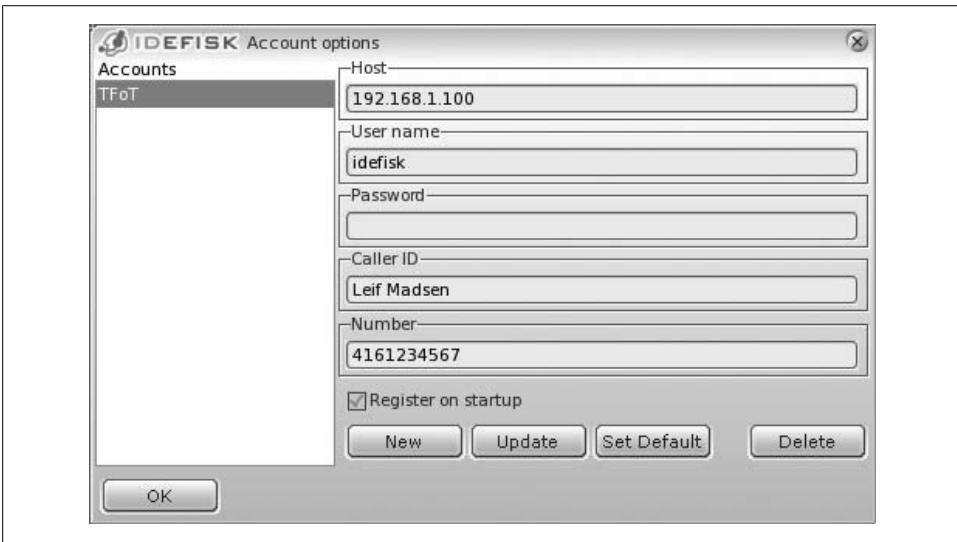 IDEFISK Account options
Accounts
TFoT
Host
192.168.1.100
User name
idefisk
Password
Caller ID
Leif Madsen
Number
4161234567
Register on startup
New Update Set Default Delete
OK